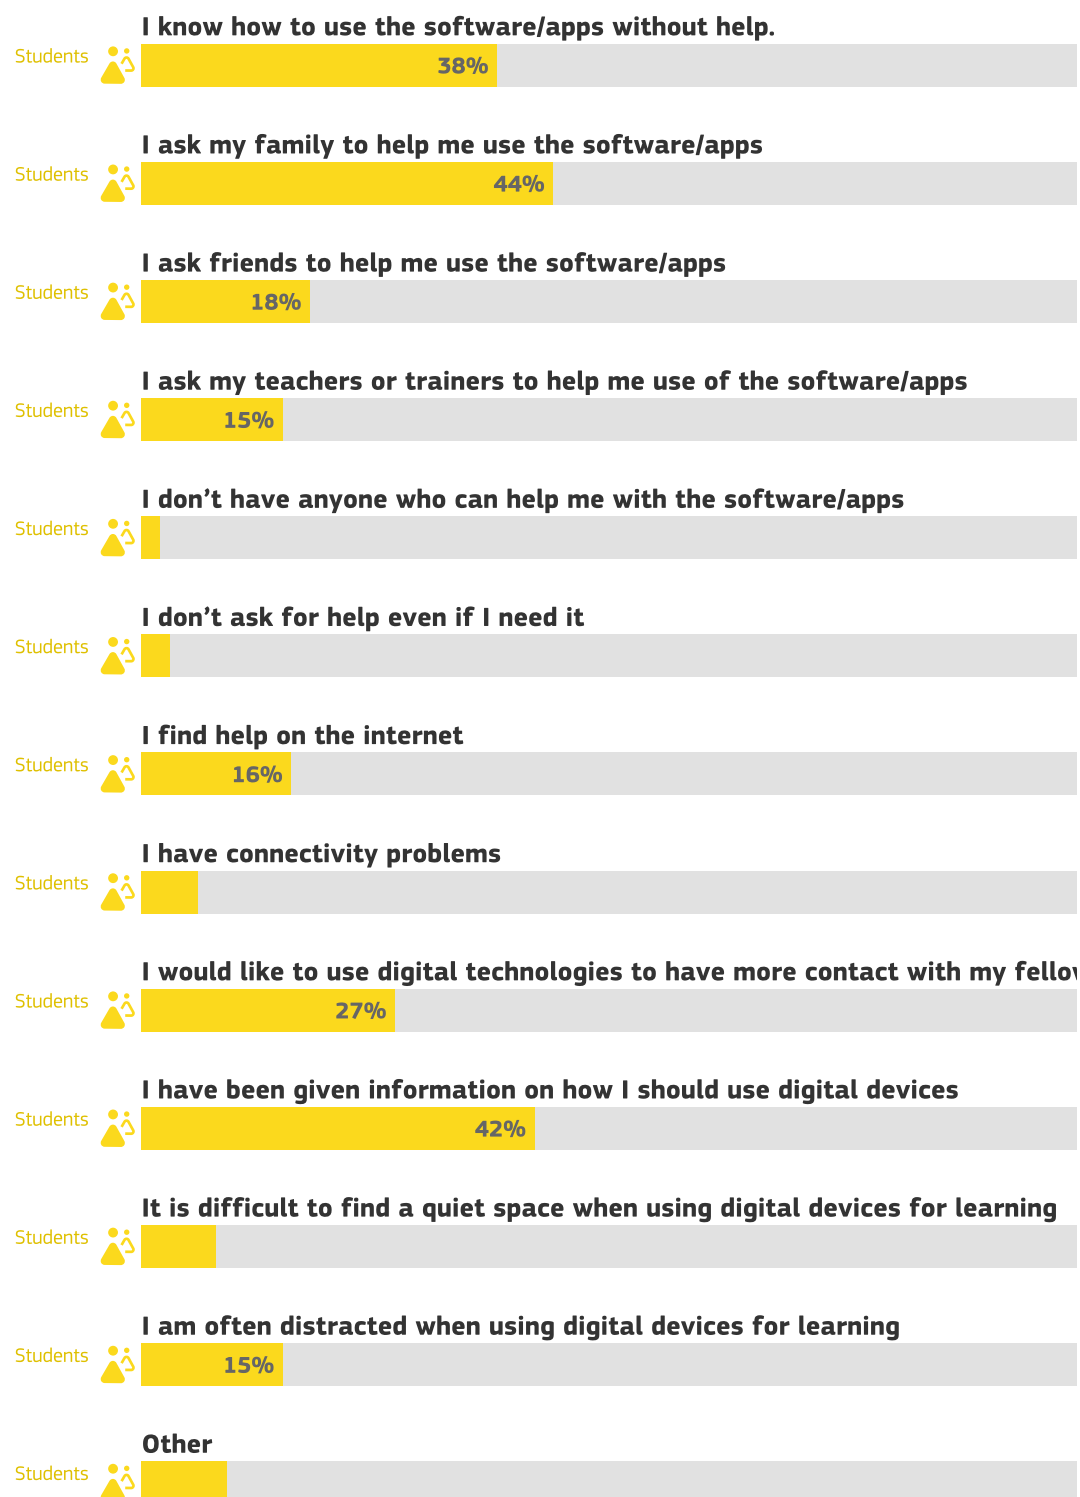 I know how to use the software/apps without help.
Students
38%
I ask my family to help me use the software/apps
Students
44%
I ask friends to help me use the software/apps
Students
18%
I ask my teachers or trainers to help me use of the software/apps
Students
15%
I don’t have anyone who can help me with the software/apps
Students
I don’t ask for help even if I need it
Students
I find help on the internet
Students
16%
I have connectivity problems
Students
I would like to use digital technologies to have more contact with my
Students
27%
I have been given information on how I should use digital devices
Students
42%
It is difficult to find a quiet space when using digital devices for learning
Students
I am often distracted when using digital devices for learning
Students
15%
Other
Students